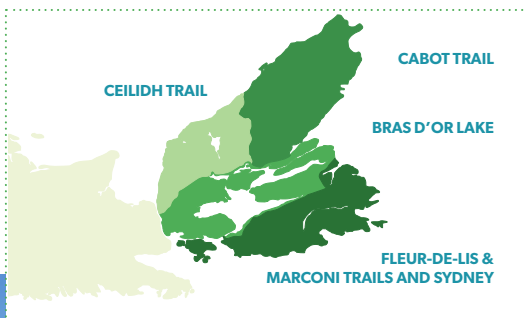 CABOT TRAIL
CEILIDH TRAIL
BRAS D’OR LAKE
FLEUR-DE-LIS &
MARCONI TRAILS AND SYDNEY